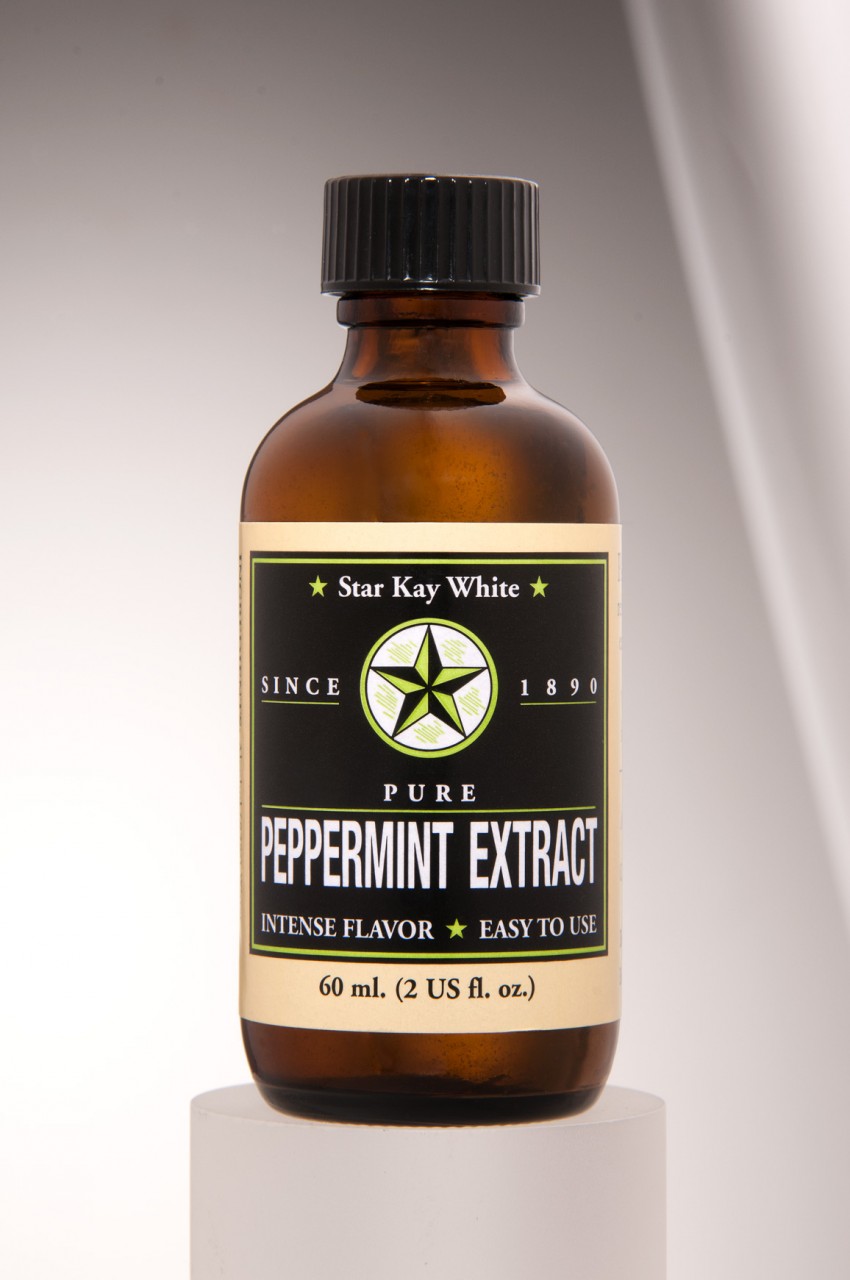 Star Kay White
SINCE 1890
PURE
PEPPERMINT EXTRACT
INTENSE FLAVOR ★ EASY TO USE
60 ml. (2 US fl. oz.)